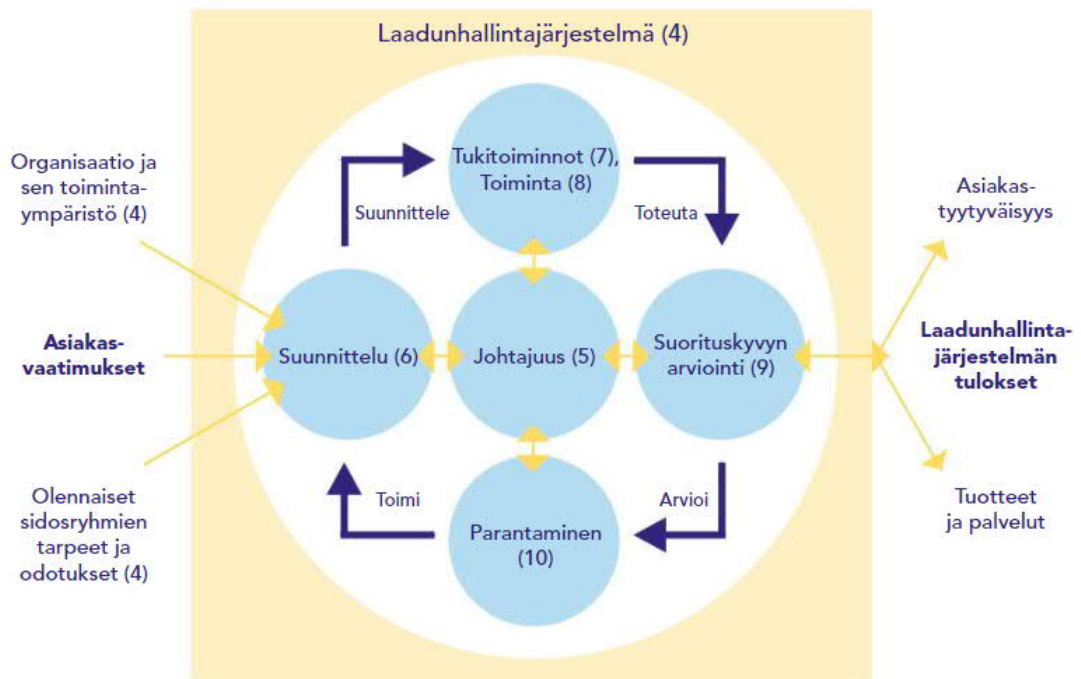 Laadunhallintajärjestelmä (4)
Organisaatio ja
sen toiminta-
ympäristö (4)
Asiakas-
vaatimukset
Olennaiset
sidosryhmien
tarpeet ja
odotukset (4)
Tukitoiminnot (7),
Toiminta (8)
Suunnittele
Toteuta
Suunnittelu (6)
Johtajuus (5)
Suorituskyvyn
arviointi (9)
Toimi
Arvioi
Parantaminen
(10)
Asiakas-
tyytyväisyys
Laadunhallinta-
järjestelmän
tulokset
Tuotteet
ja palvelut